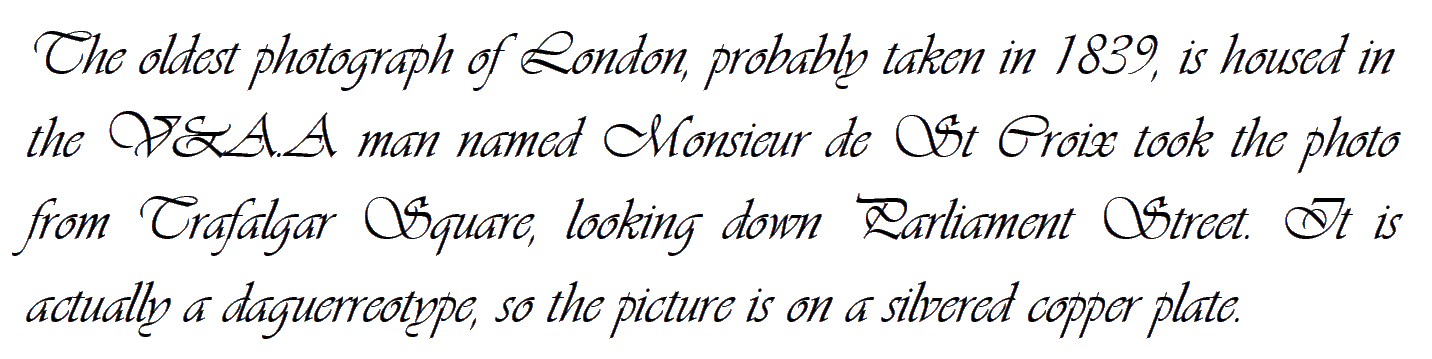 The oldest photograph of London, probably taken in 1839, is housed in
the V&A.A man named Monsieur de St Croix took the photo
from Trafalgar Square, looking down Parliament Street. It is
actually a daguerreotype, so the picture is on a silvered copper plate.